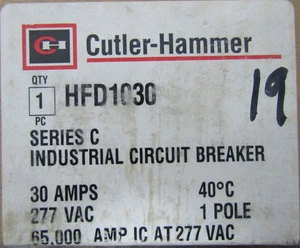 CH Cutler-Hammer
QTY
1 HFD1030
PC
19
SERIES C
INDUSTRIAL CIRCUIT BREAKER
30 AMPS 40°C
277 VAC 1 POLE
65,000 AMP IC AT 277 VAC